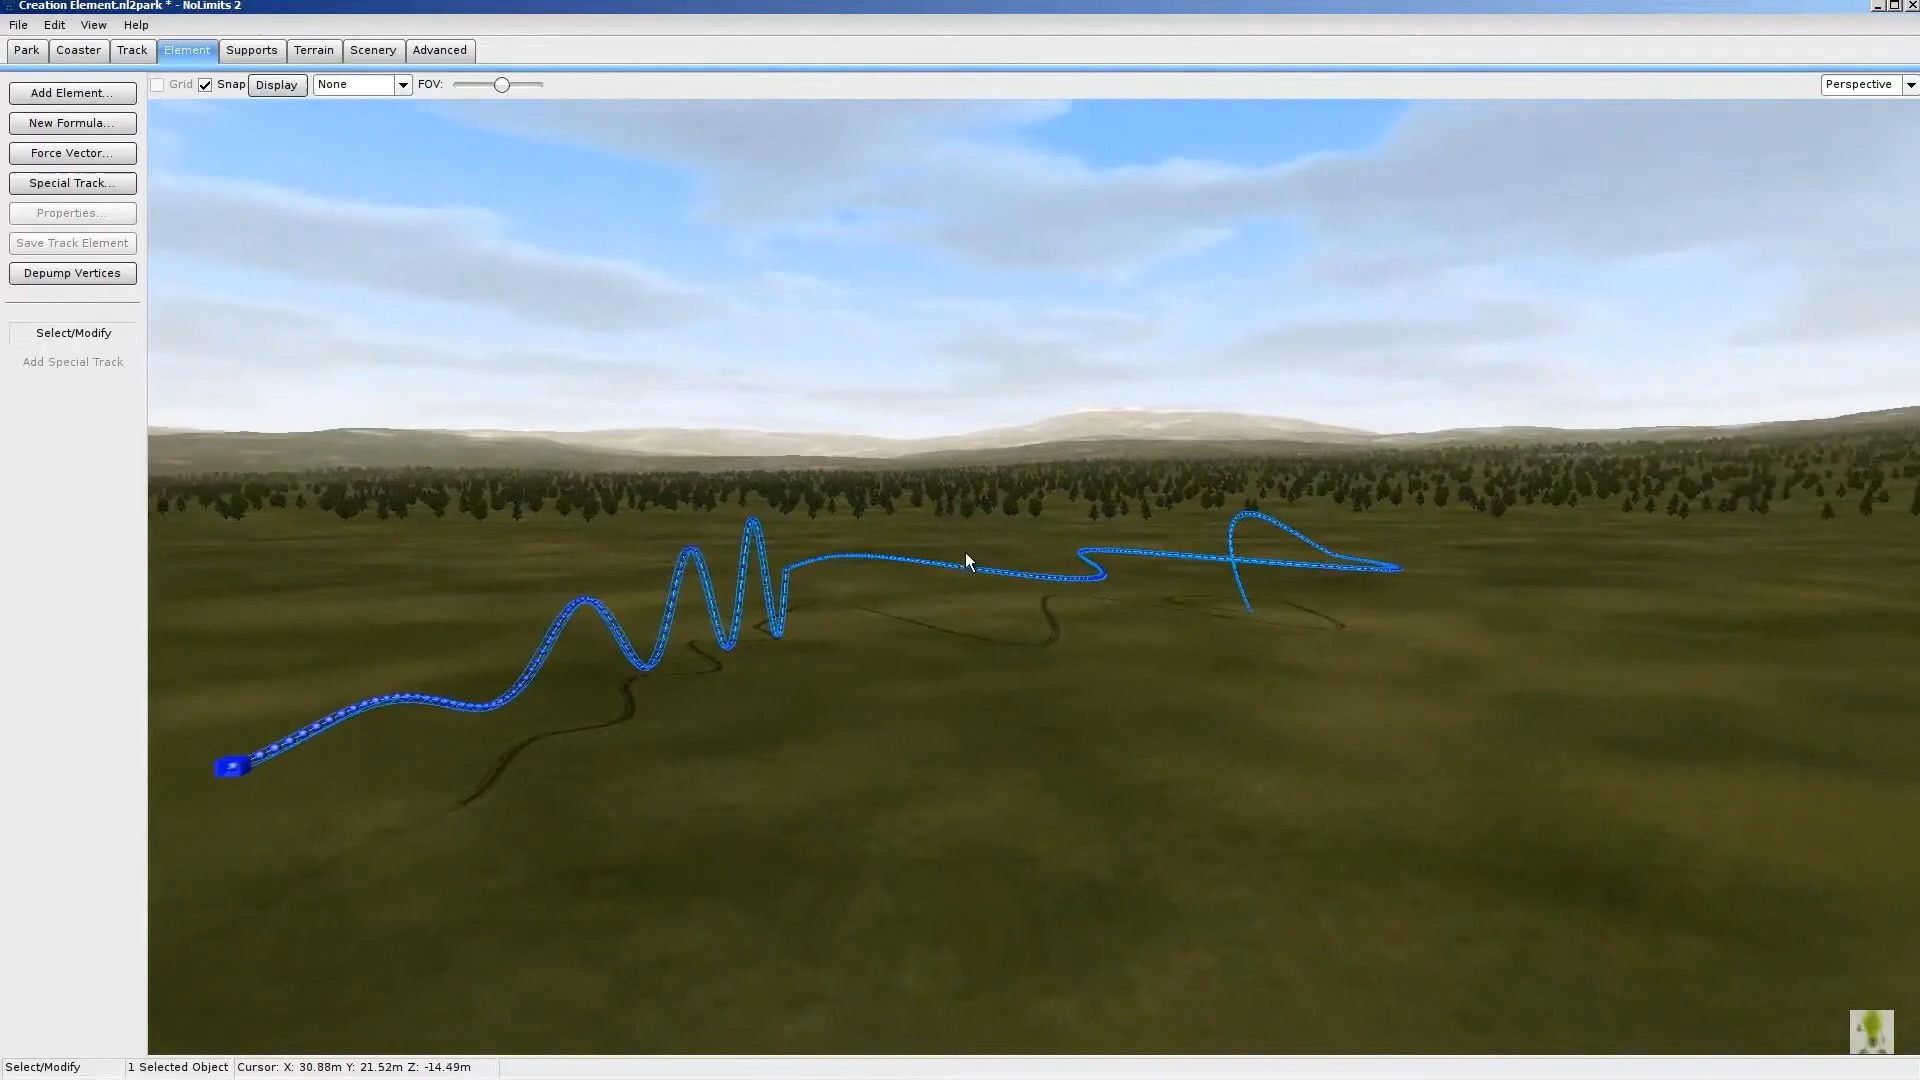 Creation Element.nl2park * - NoLimits 2
File Edit View Help
Park Coaster Track Element Supports Terrain Scenery Advanced
Grid Snap Display None FOV: Perspective
Add Element...
New Formula...
Force Vector...
Special Track...
Properties...
Save Track Element
Depump Vertices
Select/Modify
Add Special Track
Select/Modify 1 Selected Object Cursor: X: 30.88m Y: 21.52m Z: -14.49m